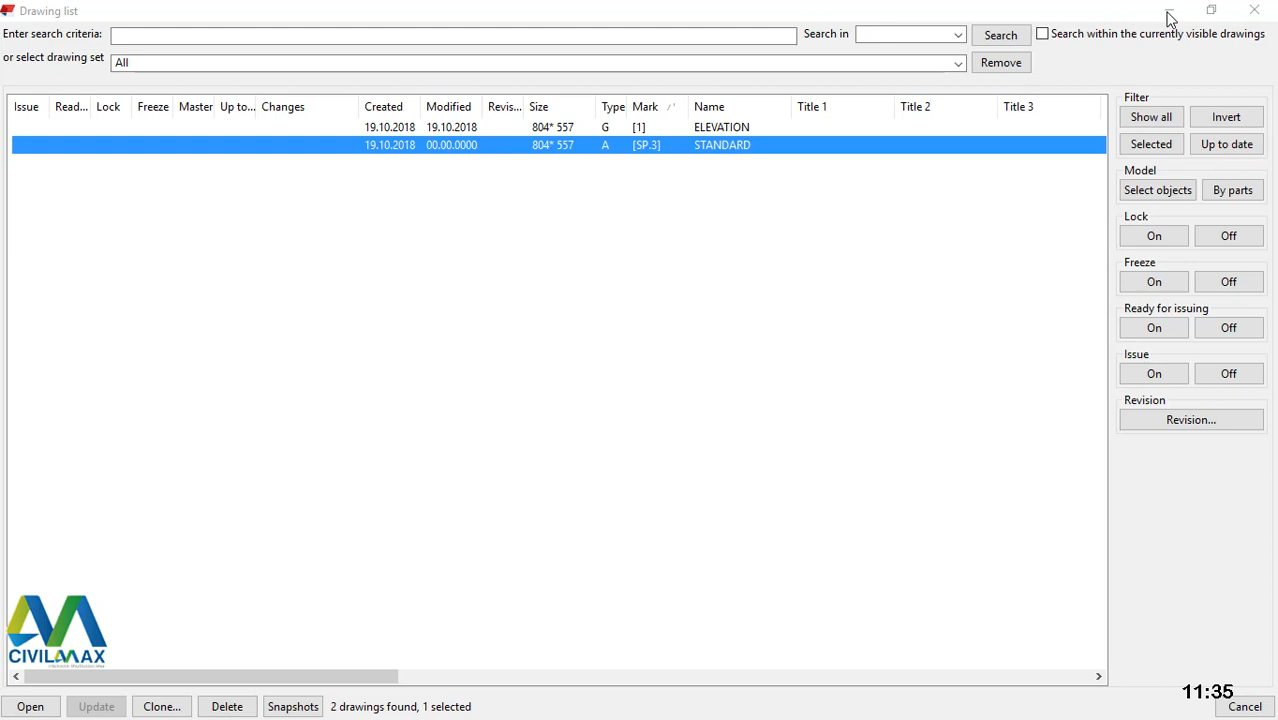 Drawing list
Enter search criteria: Search in Search Search within the currently visible drawings
or select drawing set All Remove
Issue Read... Lock Freeze Master Up to... Changes Created Modified Revis... Size Type Mark Name Title 1 Title 2 Title 3
19.10.2018 19.10.2018 804* 557 G [1] ELEVATION
19.10.2018 00.00.0000 804* 557 A [SP.3] STANDARD
Filter
Show all Invert
Selected Up to date
Model
Select objects By parts
Lock
On Off
Freeze
On Off
Ready for issuing
On Off
Issue
On Off
Revision
Revision...
CIVILMAX
11:35
Open Update Clone... Delete Snapshots 2 drawings found, 1 selected Cancel